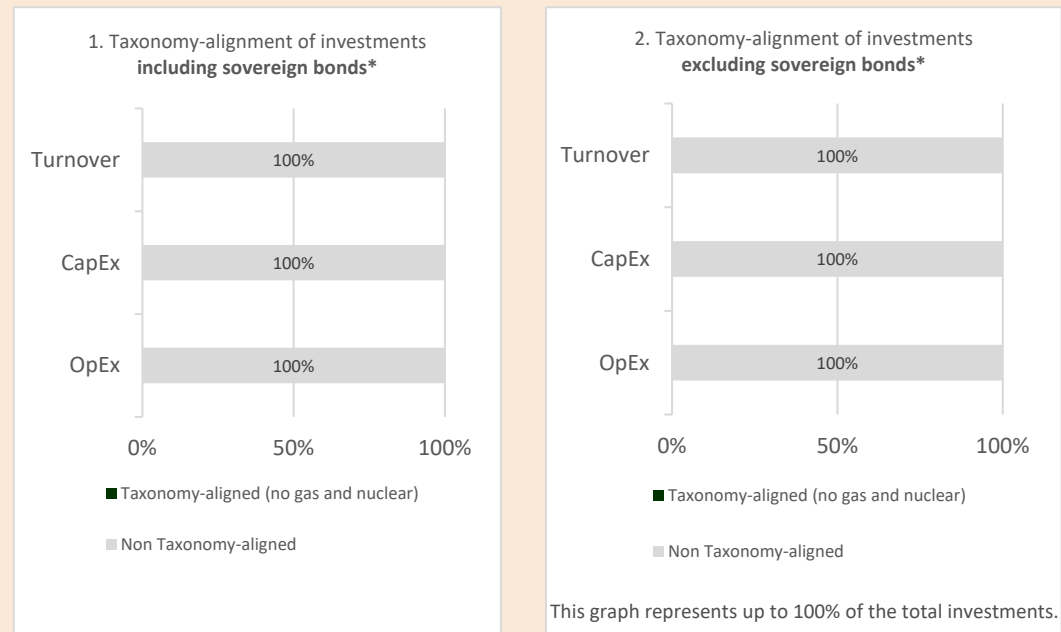 1. Taxonomy-alignment of investments
including sovereign bonds*
Turnover
100%
CapEx
100%
OpEx
100%
0% 50% 100%
Taxonomy-aligned (no gas and nuclear)
Non Taxonomy-aligned
2. Taxonomy-alignment of investments
excluding sovereign bonds*
Turnover
100%
CapEx
100%
OpEx
100%
0% 50% 100%
Taxonomy-aligned (no gas and nuclear)
Non Taxonomy-aligned
This graph represents up to 100% of the total investments.